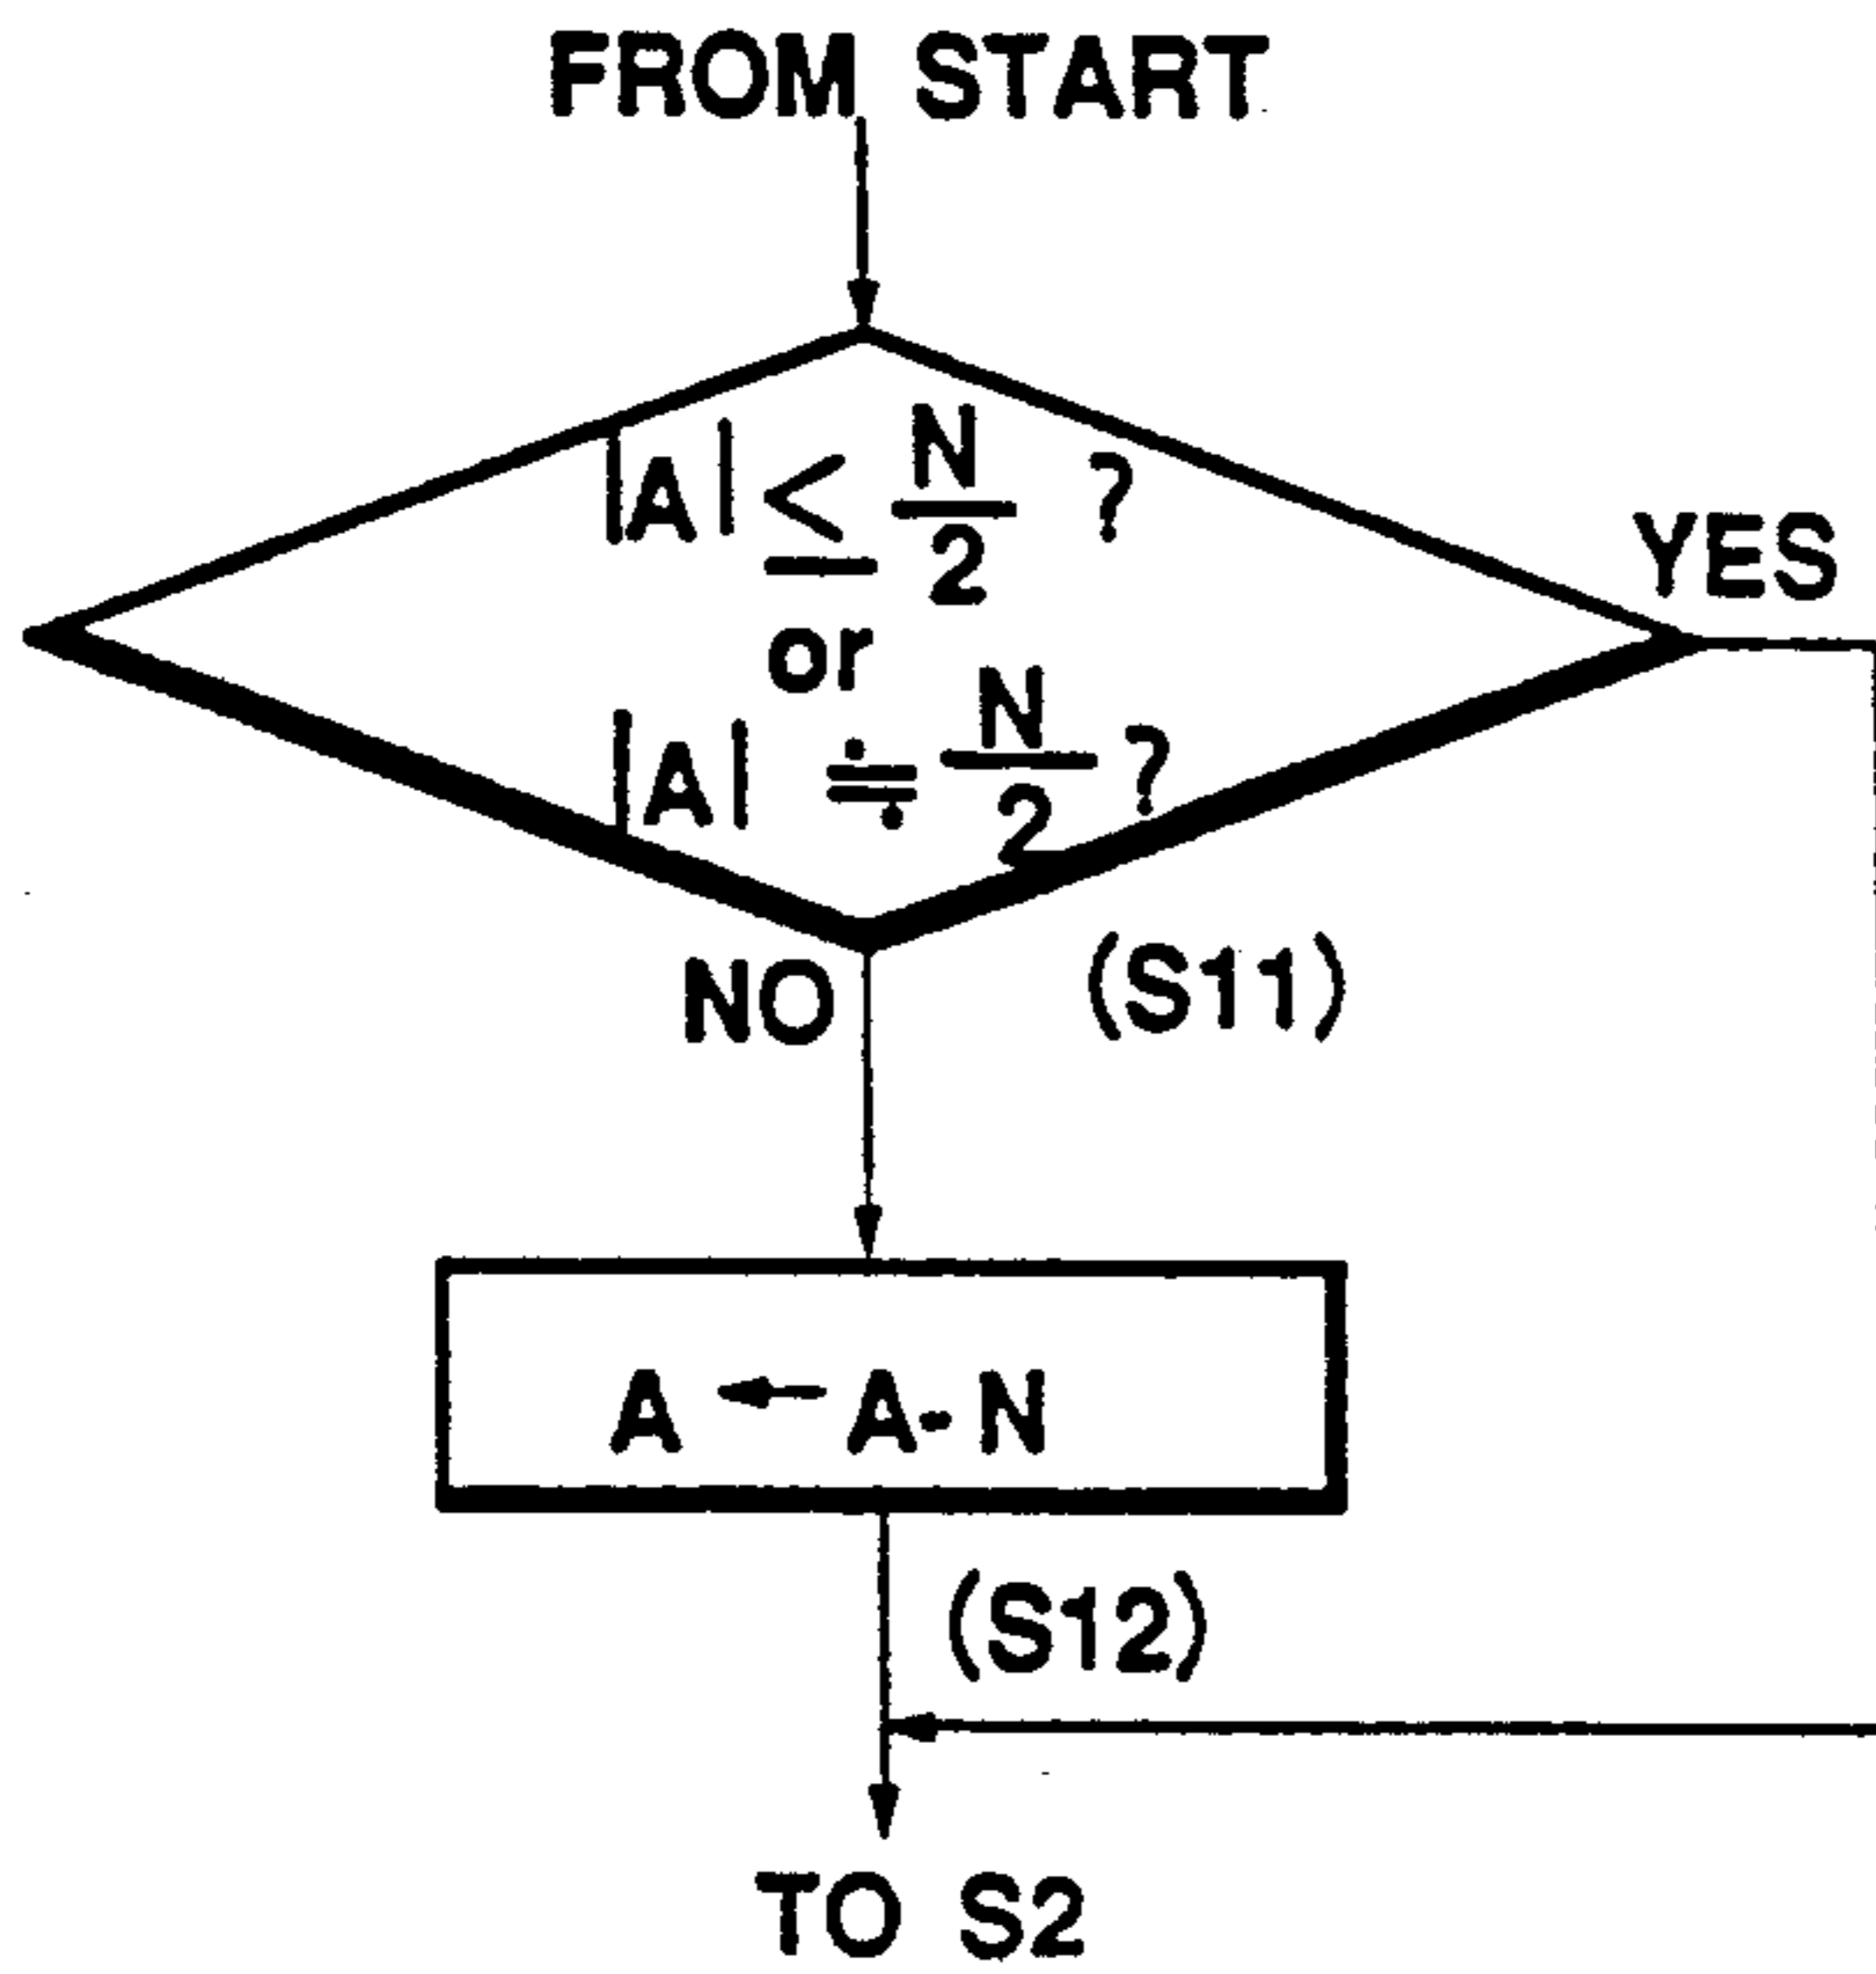 FROM START
|A| ≤ N/2 ?
or
|A| ≒ N/2 ?
YES
NO
(S11)
A ← A - N
(S12)
TO S2